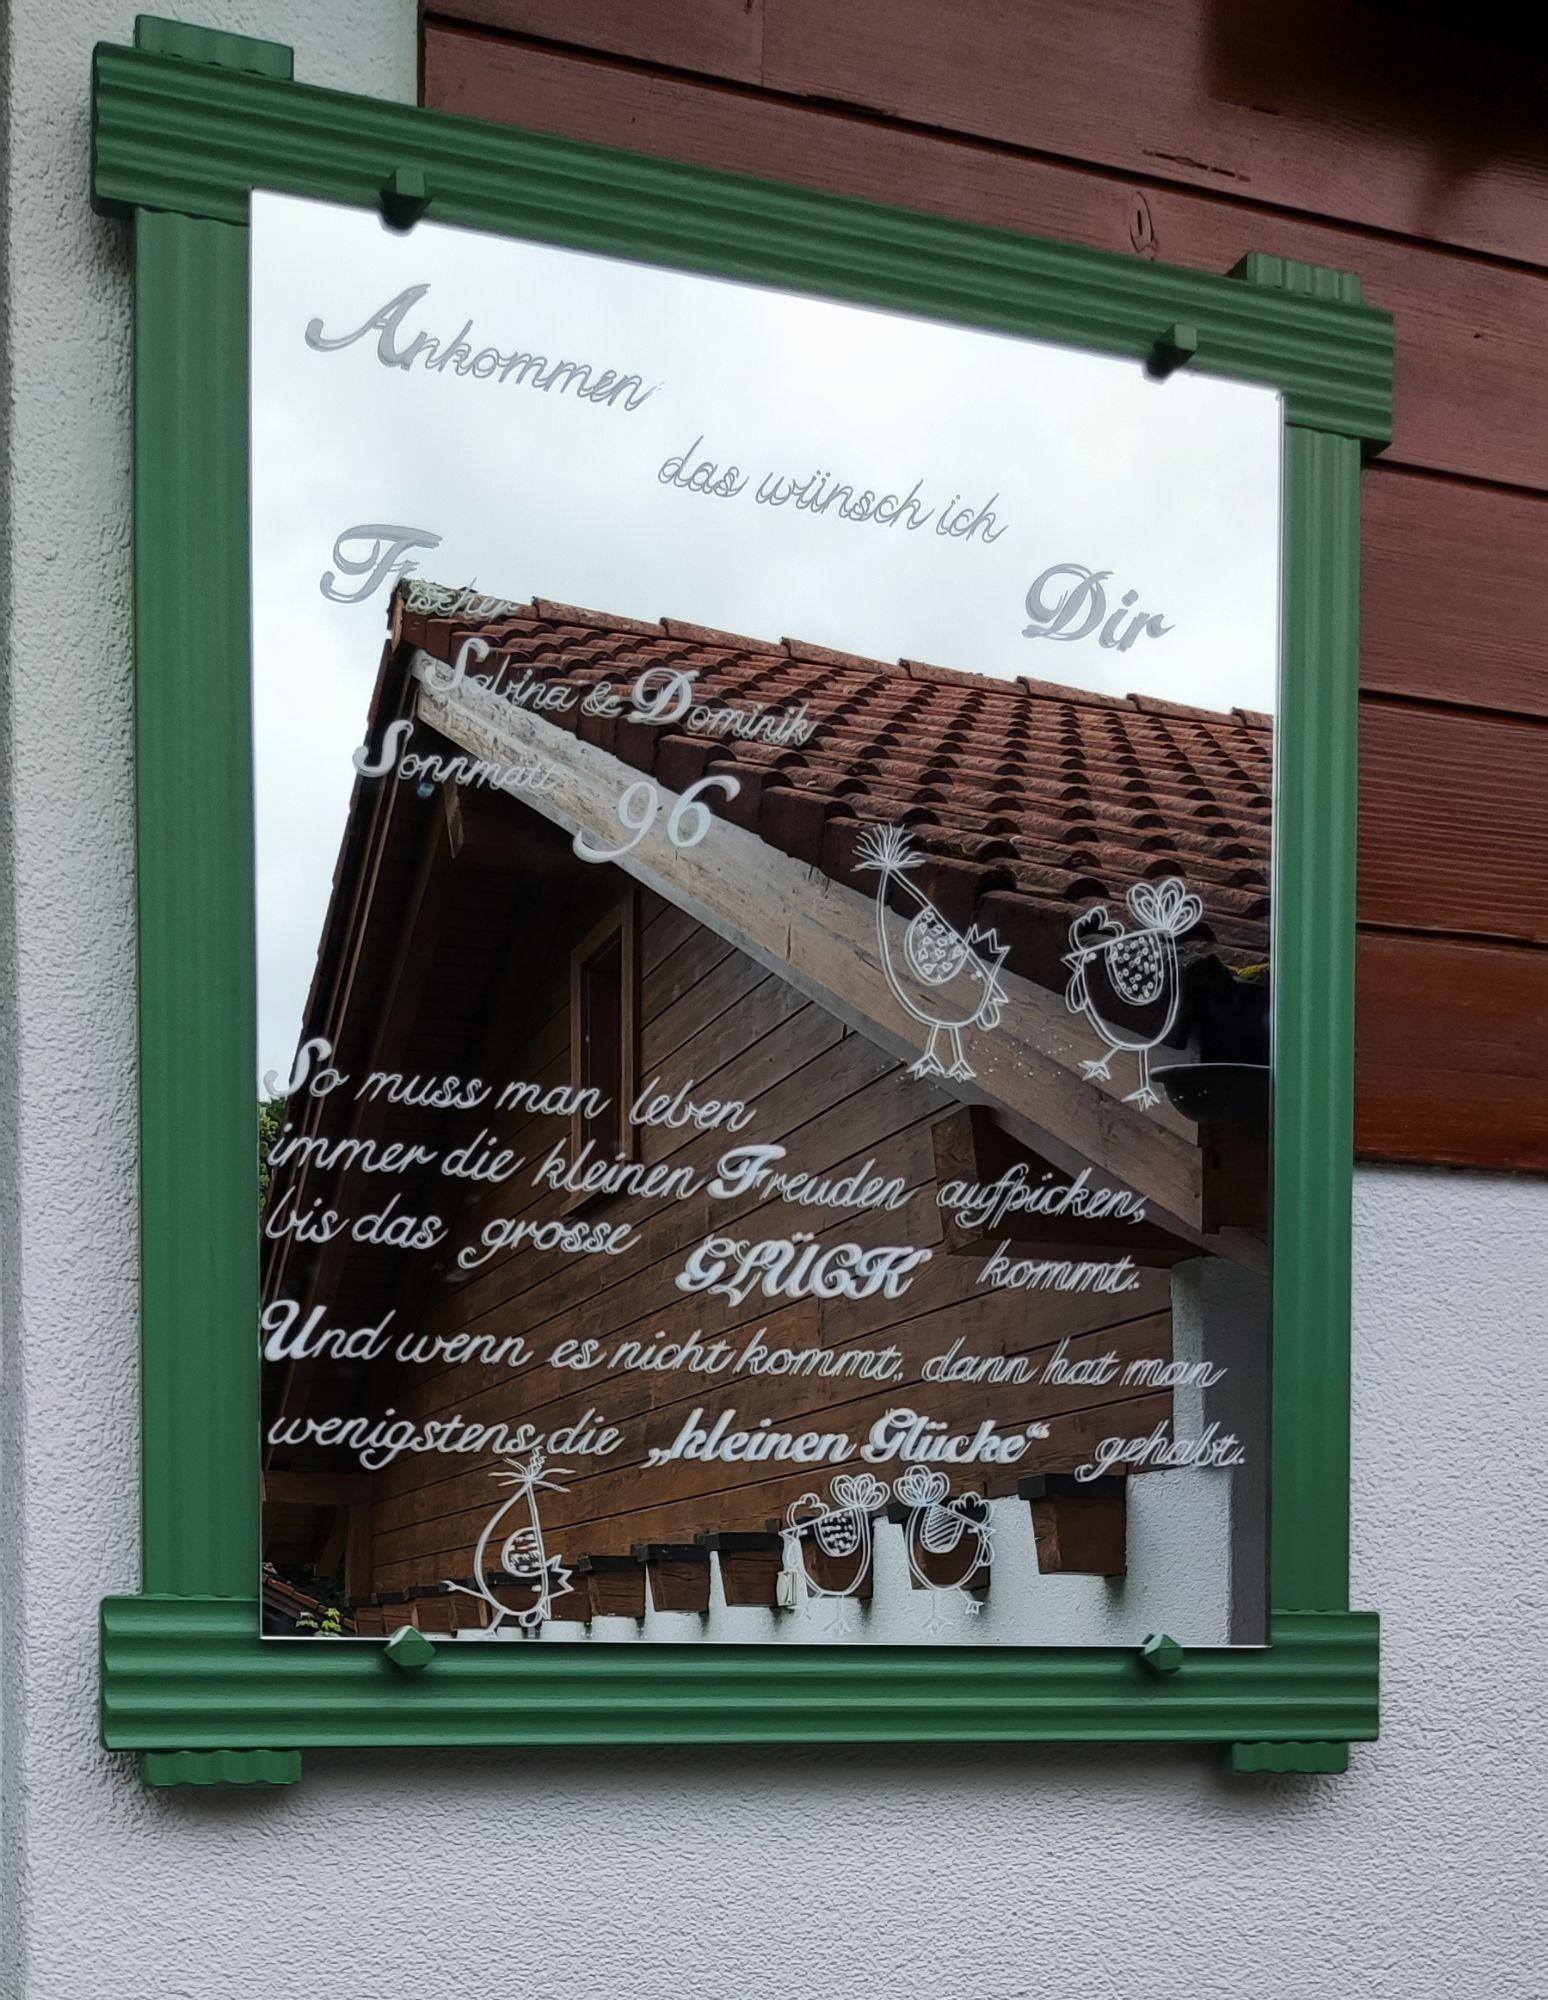 Ankommen
das wünsch ich
Dir
Fischer
Sabina & Dominik
Sonnmatt 96
So muss man leben
immer die kleinen Freuden aufpicken,
bis das grosse GLÜCK kommt.
Und wenn es nicht kommt, dann hat man
wenigstens die „kleinen Glücke“ gehabt.